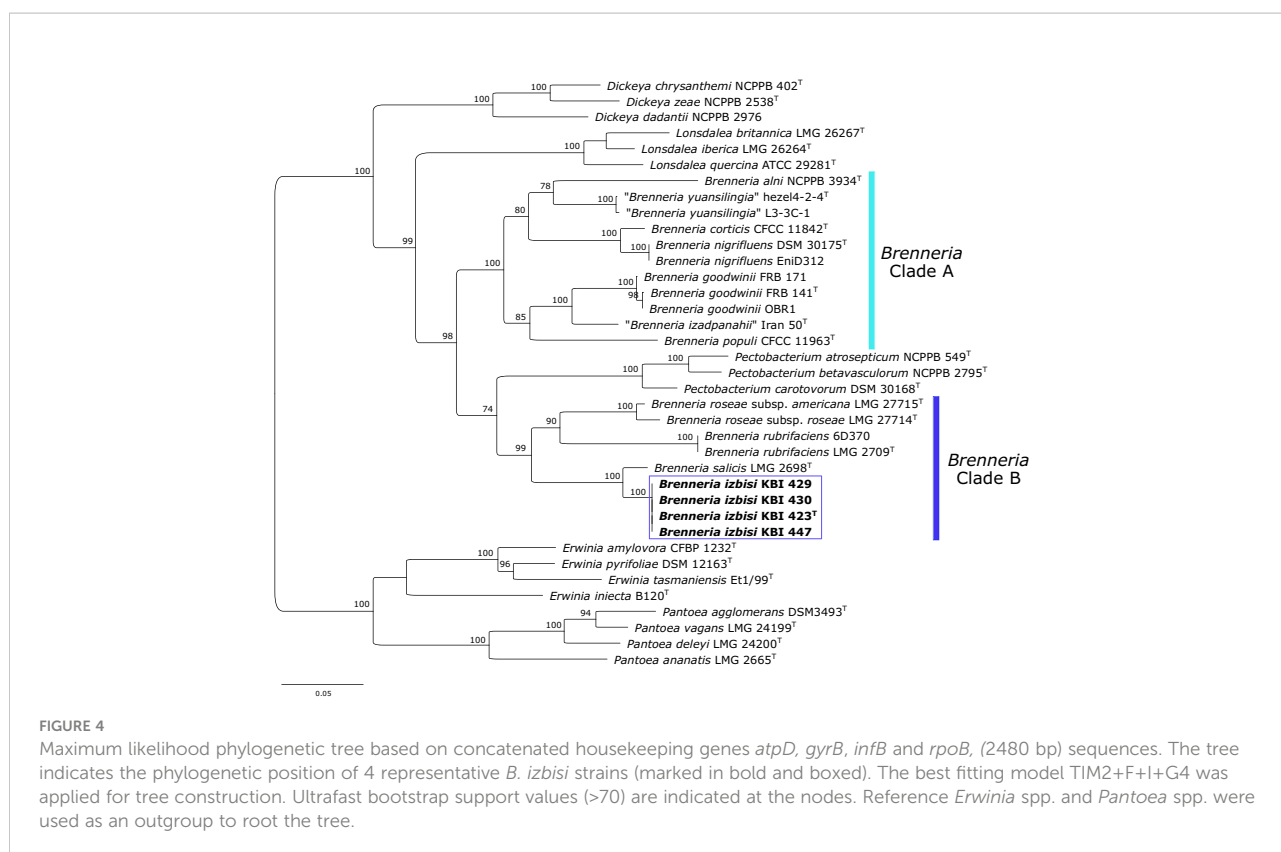 100
Dickeya chrysanthemi NCPPB 402T
100
Dickeya zeae NCPPB 2538T
Dickeya dadantii NCPPB 2976
100
Lonsdalea britannica LMG 26267T
100
Lonsdalea iberica LMG 26264T
Lonsdalea quercina ATCC 29281T
78
Brenneria alni NCPPB 3934T
100
"Brenneria yuansilingia" hezel4-2-4T
80
"Brenneria yuansilingia" L3-3C-1
100
Brenneria corticis CFCC 11842T
99
100
Brenneria nigrifluens DSM 30175T
Brenneria nigrifluens EniD312
100
Brenneria
Clade A
100
Brenneria goodwinii FRB 171
100
98
Brenneria goodwinii FRB 141T
Brenneria goodwinii OBR1
85
"Brenneria izadpanahii" Iran 50T
98
Brenneria populi CFCC 11963T
100
Pectobacterium atrosepticum NCPPB 549T
100
Pectobacterium betavasculorum NCPPB 2795T
Pectobacterium carotovorum DSM 30168T
74
100
Brenneria roseae subsp. americana LMG 27715T
90
Brenneria roseae subsp. roseae LMG 27714T
100
Brenneria rubrifaciens 6D370
99
Brenneria rubrifaciens LMG 2709T
Brenneria
Clade B
100
Brenneria salicis LMG 2698T
100
Brenneria izbisi KBI 429
Brenneria izbisi KBI 430
Brenneria izbisi KBI 423T
Brenneria izbisi KBI 447
100
Erwinia amylovora CFBP 1232T
96
Erwinia pyrifoliae DSM 12163T
Erwinia tasmaniensis Et1/99T
Erwinia iniecta B120T
100
94
Pantoea agglomerans DSM3493T
100
Pantoea vagans LMG 24199T
100
Pantoea deleyi LMG 24200T
Pantoea ananatis LMG 2665T
0.05
FIGURE 4
Maximum likelihood phylogenetic tree based on concatenated housekeeping genes atpD, gyrB, infB and rpoB, (2480 bp) sequences. The tree
indicates the phylogenetic position of 4 representative B. izbisi strains (marked in bold and boxed). The best fitting model TIM2+F+I+G4 was
applied for tree construction. Ultrafast bootstrap support values (>70) are indicated at the nodes. Reference Erwinia spp. and Pantoea spp. were
used as an outgroup to root the tree.